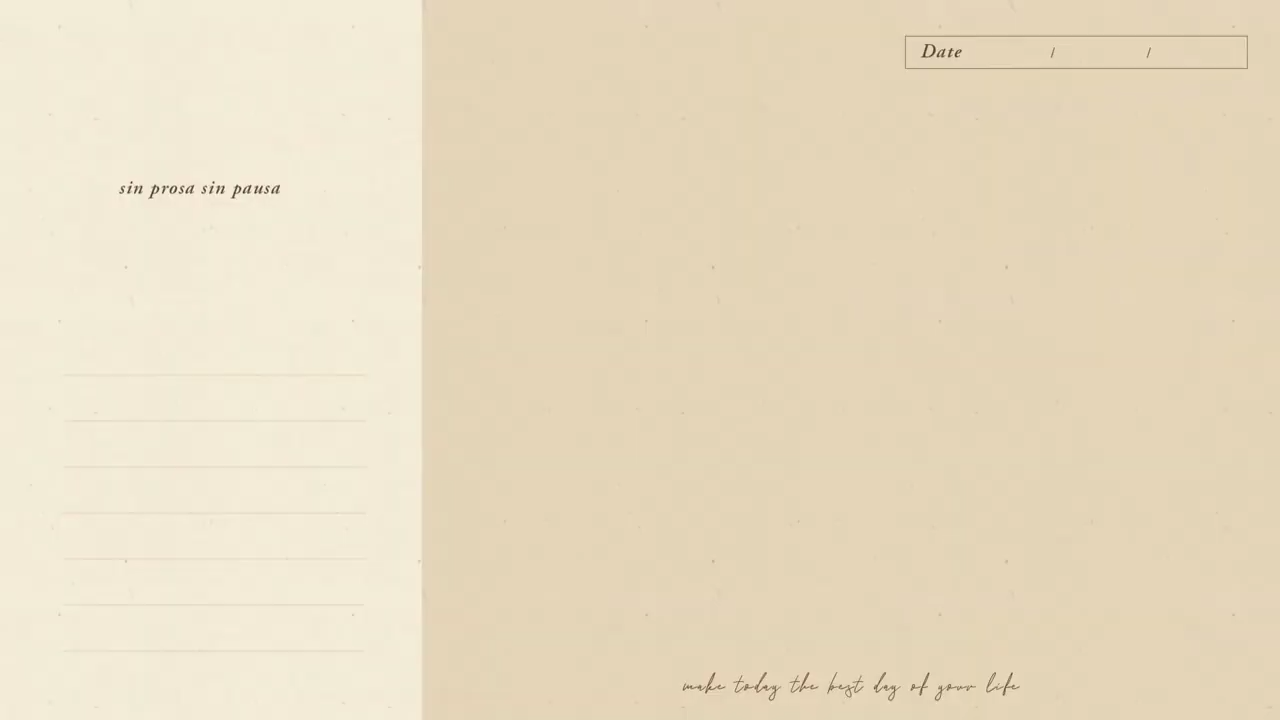 Date / /
sin prosa sin pausa
make today the best day of your life